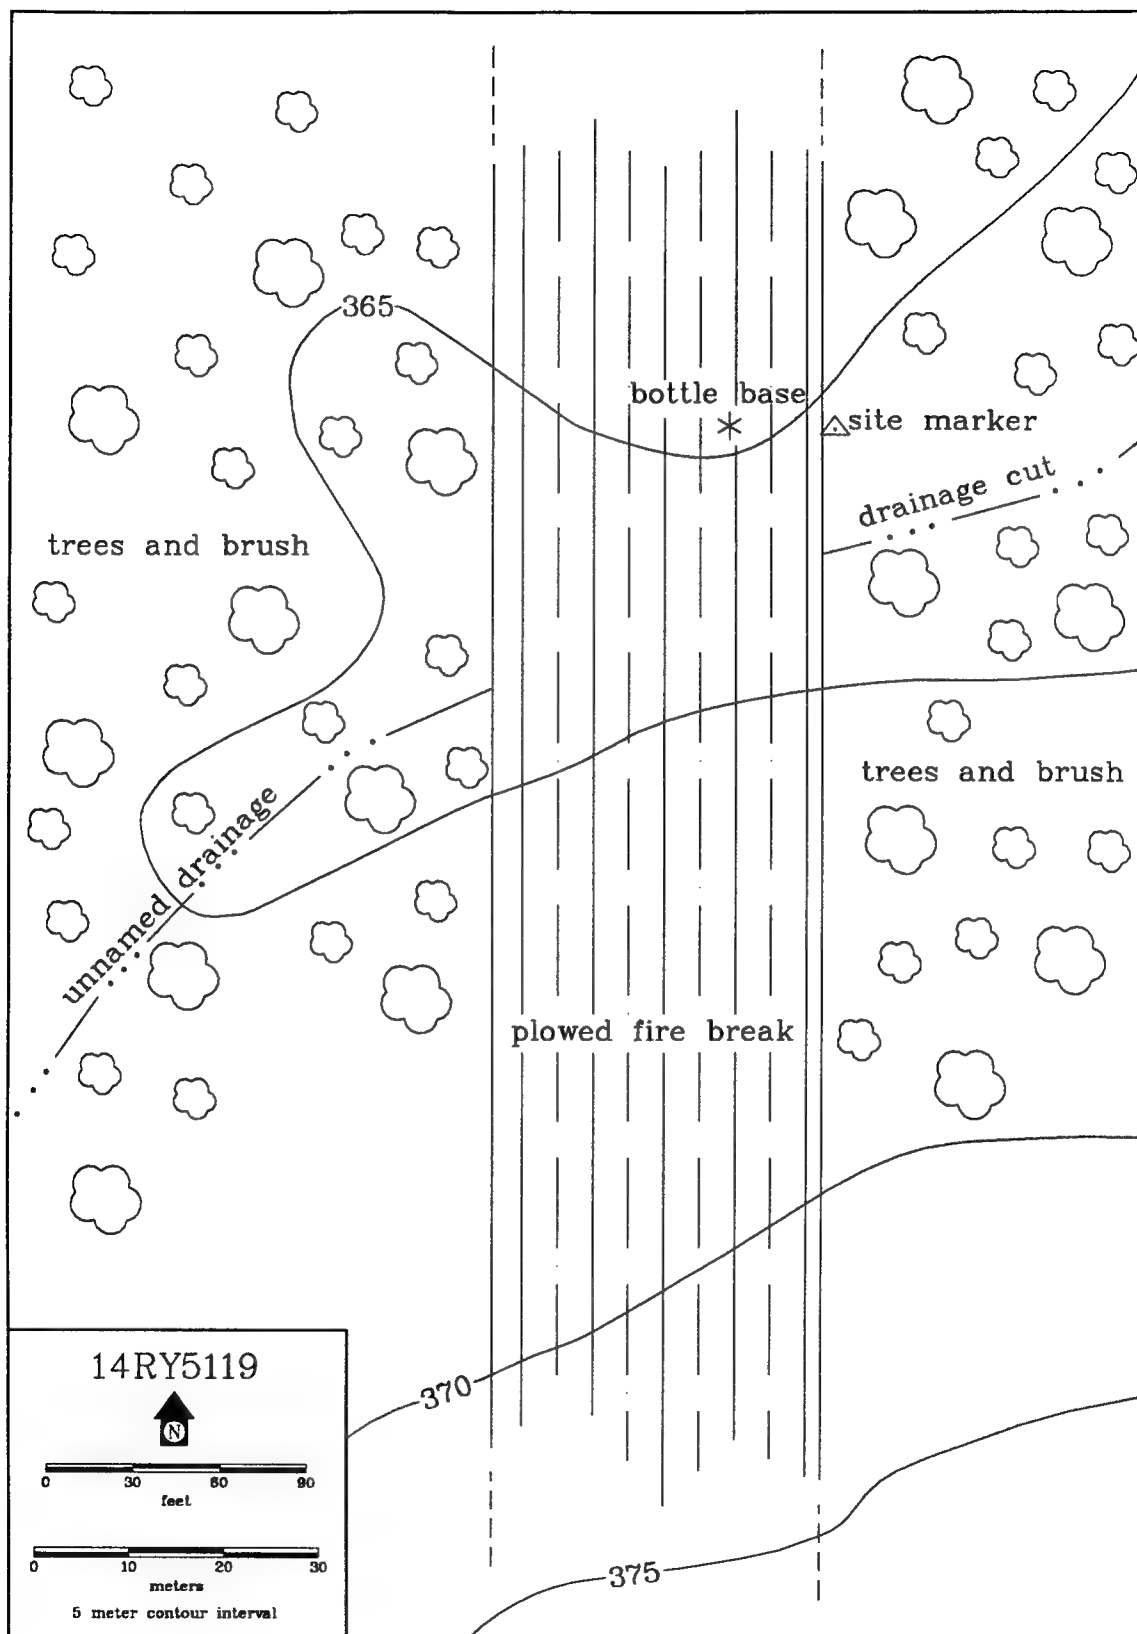 365
bottle base
site marker
drainage cut
trees and brush
trees and brush
unnamed drainage
plowed fire break
370
375
14RY5119
N
0 30 60 90
feet
0 10 20 30
meters
5 meter contour interval